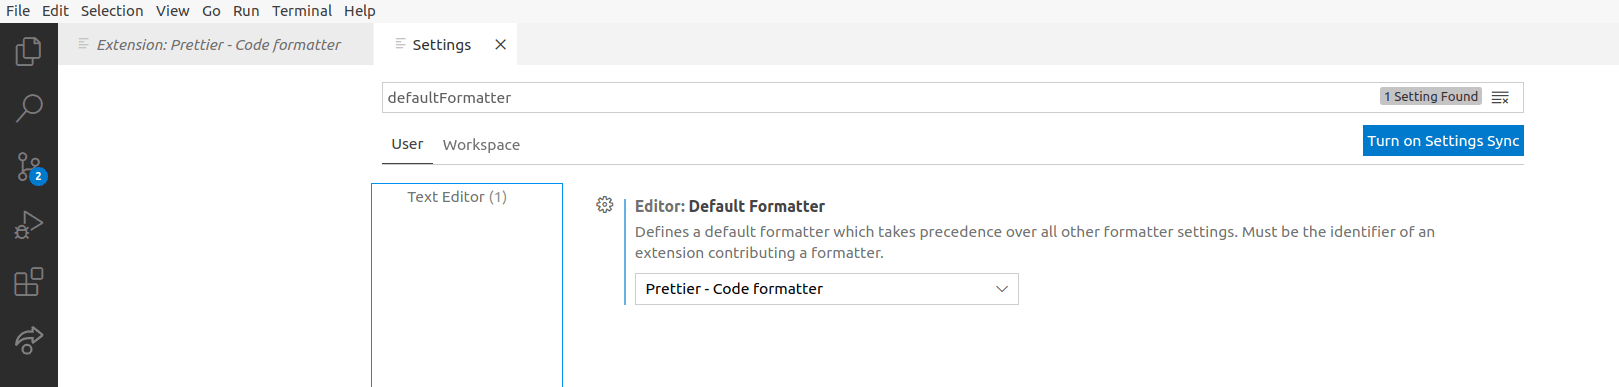 File Edit Selection View Go Run Terminal Help
Extension: Prettier - Code formatter
Settings
defaultFormatter
1 Setting Found
User Workspace
Turn on Settings Sync
2
Text Editor (1)
Editor: Default Formatter
Defines a default formatter which takes precedence over all other formatter settings. Must be the identifier of an
extension contributing a formatter.
Prettier - Code formatter